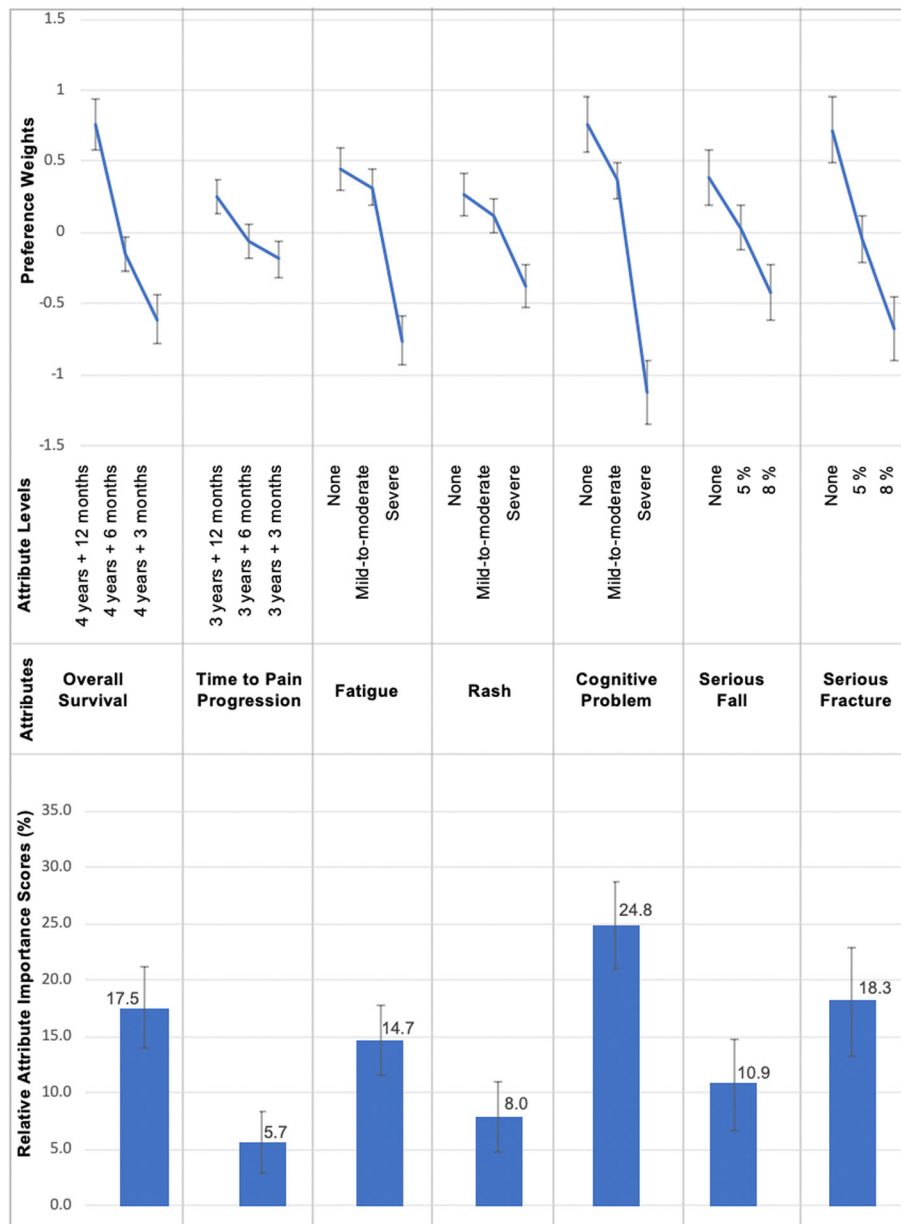 1.5
1
0.5
0
-0.5
-1
-1.5
Preference Weights
Attribute Levels
4 years + 12 months
4 years + 6 months
4 years + 3 months
3 years + 12 months
3 years + 6 months
3 years + 3 months
None
Mild-to-moderate
Severe
None
Mild-to-moderate
Severe
None
Mild-to-moderate
Severe
None
5 %
8 %
None
5 %
8 %
Attributes
Overall
Survival
Time to Pain
Progression
Fatigue
Rash
Cognitive
Problem
Serious
Fall
Serious
Fracture
Relative Attribute Importance Scores (%)
35.0
30.0
25.0
20.0
15.0
10.0
5.0
0.0
17.5
5.7
14.7
8.0
24.8
10.9
18.3